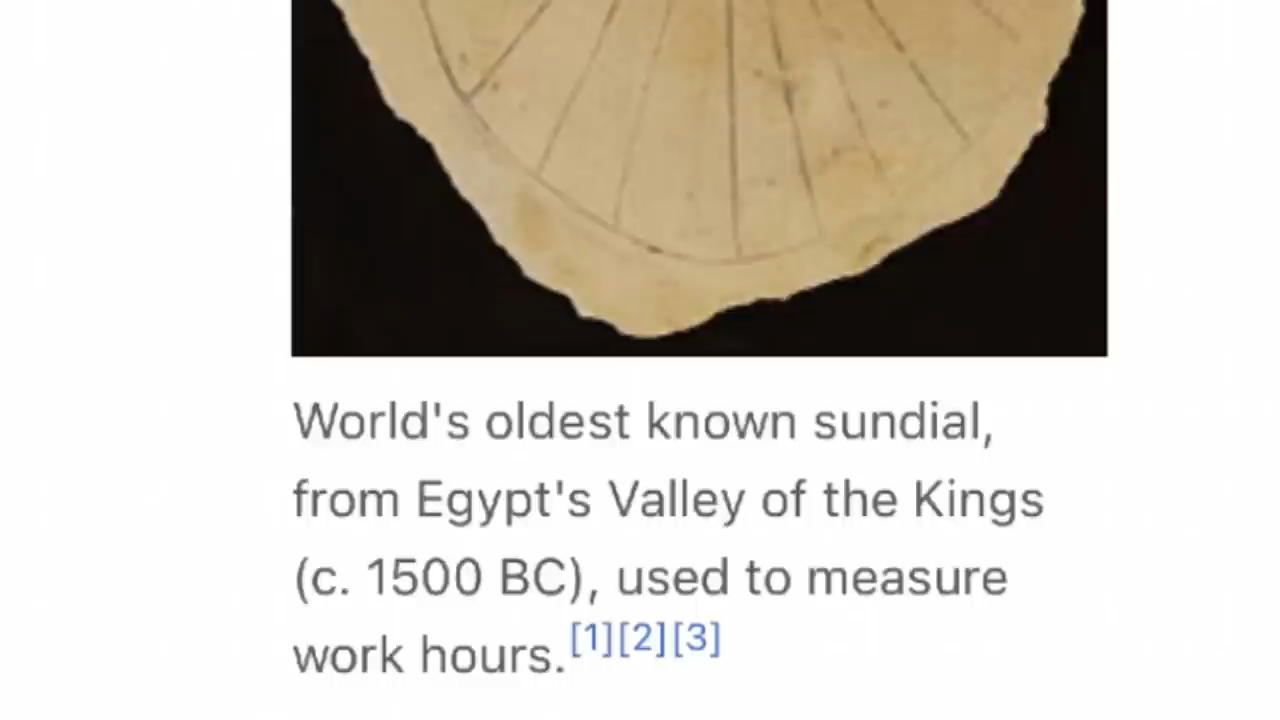 World's oldest known sundial,
from Egypt's Valley of the Kings
(c. 1500 BC), used to measure
work hours.[1][2][3]